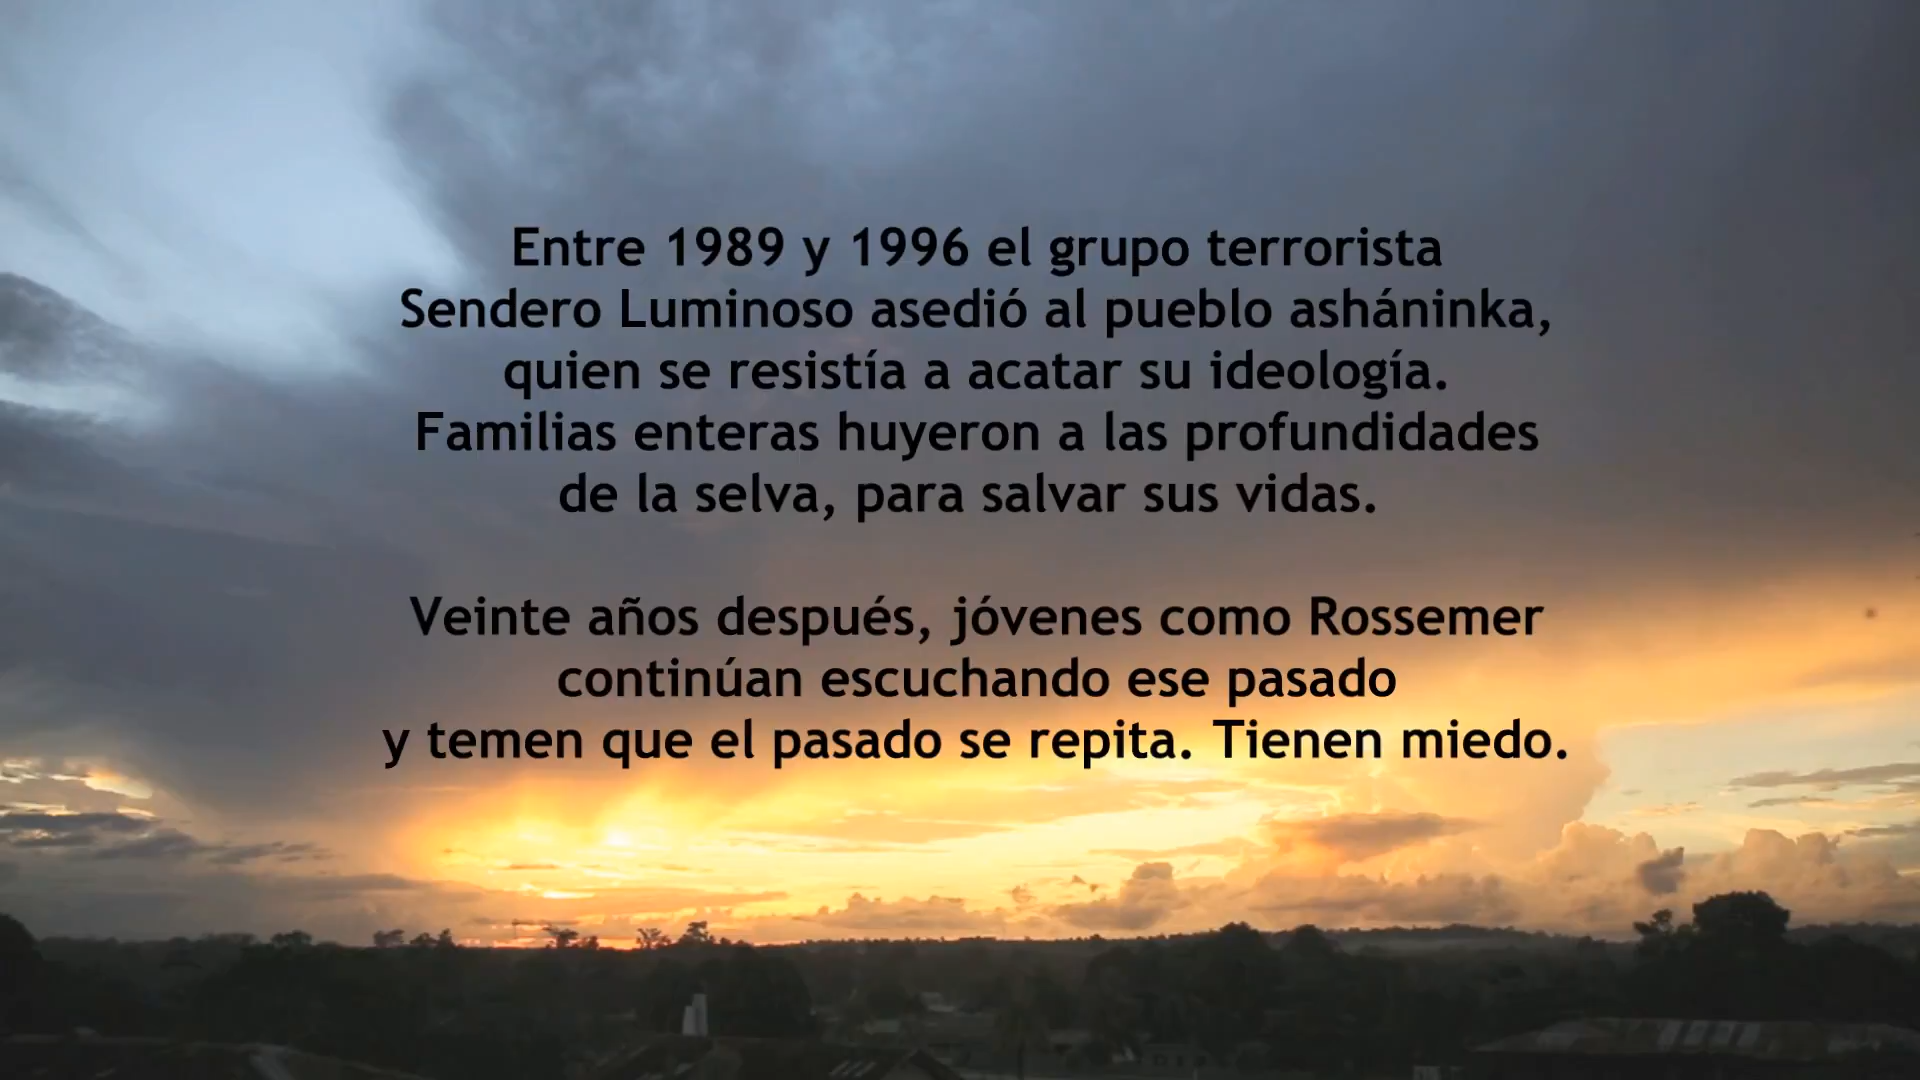 Entre 1989 y 1996 el grupo terrorista
Sendero Luminoso asedió al pueblo asháninka,
quien se resistía a acatar su ideología.
Familias enteras huyeron a las profundidades
de la selva, para salvar sus vidas.
Veinte años después, jóvenes como Rossemer
continúan escuchando ese pasado
y temen que el pasado se repita. Tienen miedo.